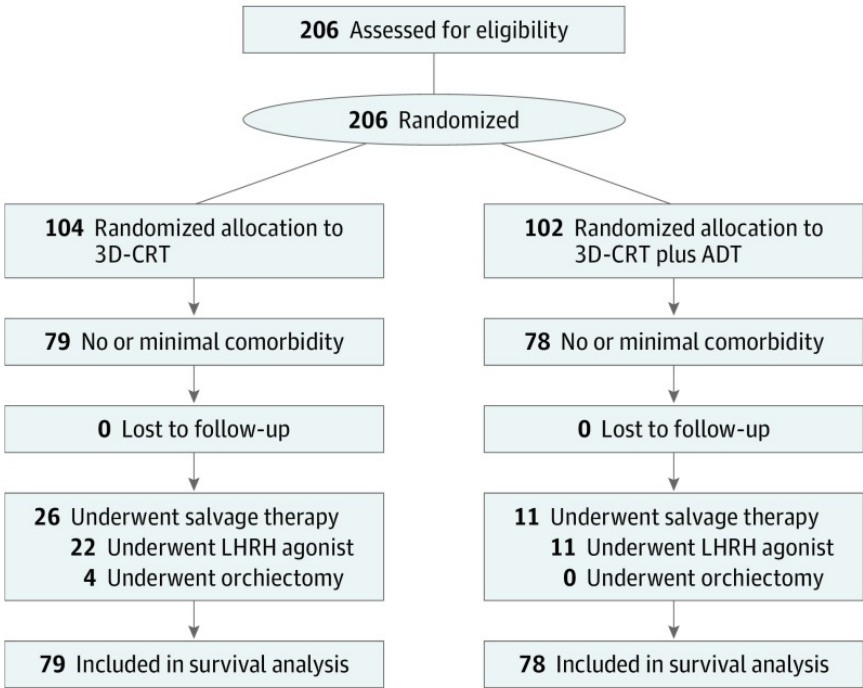 206 Assessed for eligibility
206 Randomized
104 Randomized allocation to
3D-CRT
79 No or minimal comorbidity
0 Lost to follow-up
26 Underwent salvage therapy
22 Underwent LHRH agonist
4 Underwent orchiectomy
79 Included in survival analysis
102 Randomized allocation to
3D-CRT plus ADT
78 No or minimal comorbidity
0 Lost to follow-up
11 Underwent salvage therapy
11 Underwent LHRH agonist
0 Underwent orchiectomy
78 Included in survival analysis